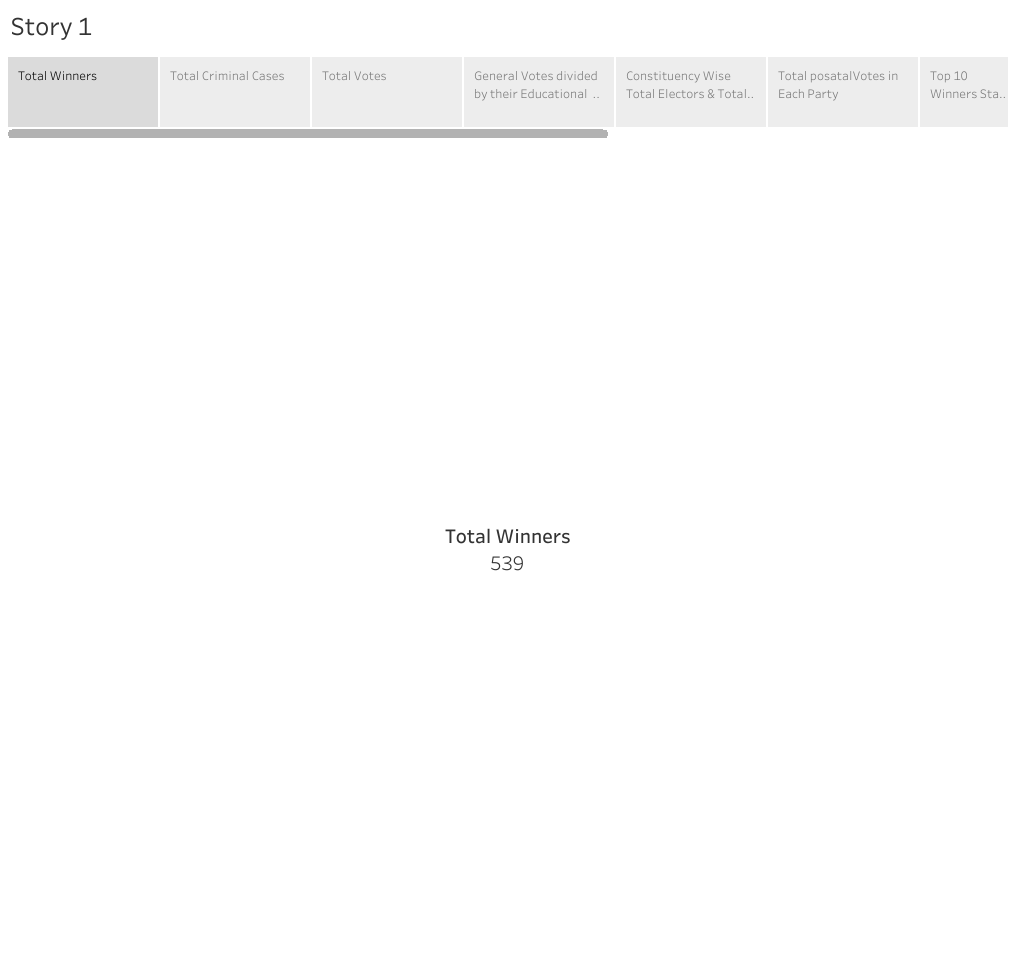 Story 1
Total Winners
Total Criminal Cases
Total Votes
General Votes divided
by their Educational ..
Constituency Wise
Total Electors & Total..
Total posatalVotes in
Each Party
Top 10
Winners Sta..
Total Winners
539